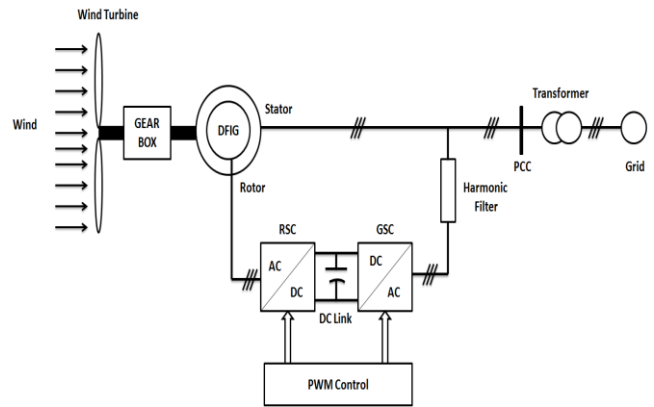 Wind Turbine
Wind
GEAR
BOX
DFIG
Stator
Rotor
Transformer
PCC
Grid
Harmonic
Filter
RSC
GSC
AC
DC
DC
AC
DC Link
PWM Control